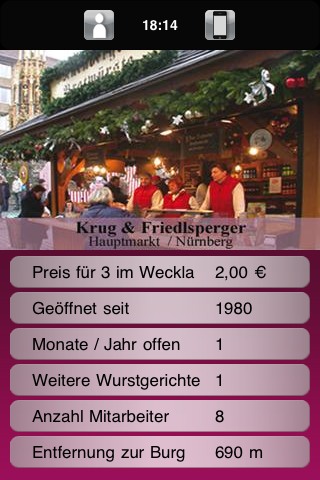 18:14
Krug & Friedlsperger
Hauptmarkt / Nürnberg
Preis für 3 im Weckla 2,00 €
Geöffnet seit 1980
Monate / Jahr offen 1
Weitere Wurstgerichte 1
Anzahl Mitarbeiter 8
Entfernung zur Burg 690 m